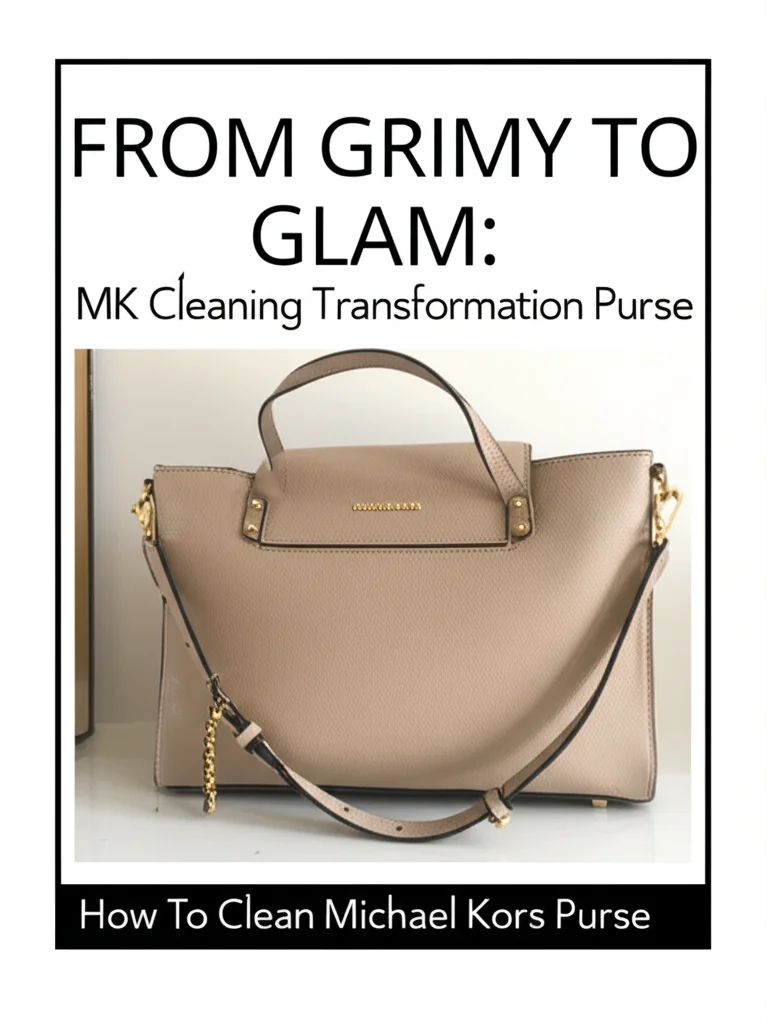 FROM GRIMY TO
GLAM:
MK Cleaning Transformation Purse
How To Clean Michael Kors Purse